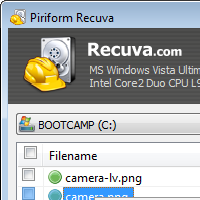 Piriform Recuva
Recuva.com
MS Windows Vista Ultim
Intel Core2 Duo CPU L9
BOOTCAMP (C:)
Filename
camera-lv.png
camera.png